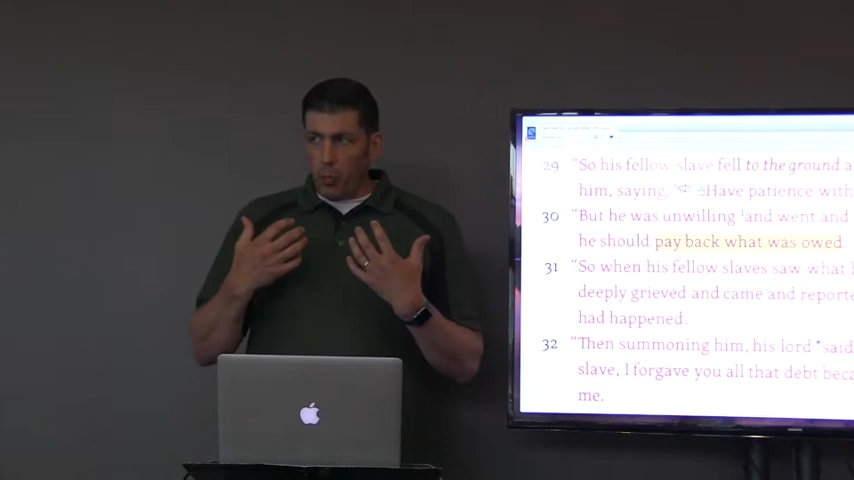 29 "So his fellow slave fell to the ground a
him, saying, Have patience with
30 "But he was unwilling and went and
he should pay back what was owed.
31 "So when his fellow slaves saw what h
deeply grieved and came and reporte
had happened.
32 "Then summoning him, his lord *said
slave, I forgave you all that debt beca
me.